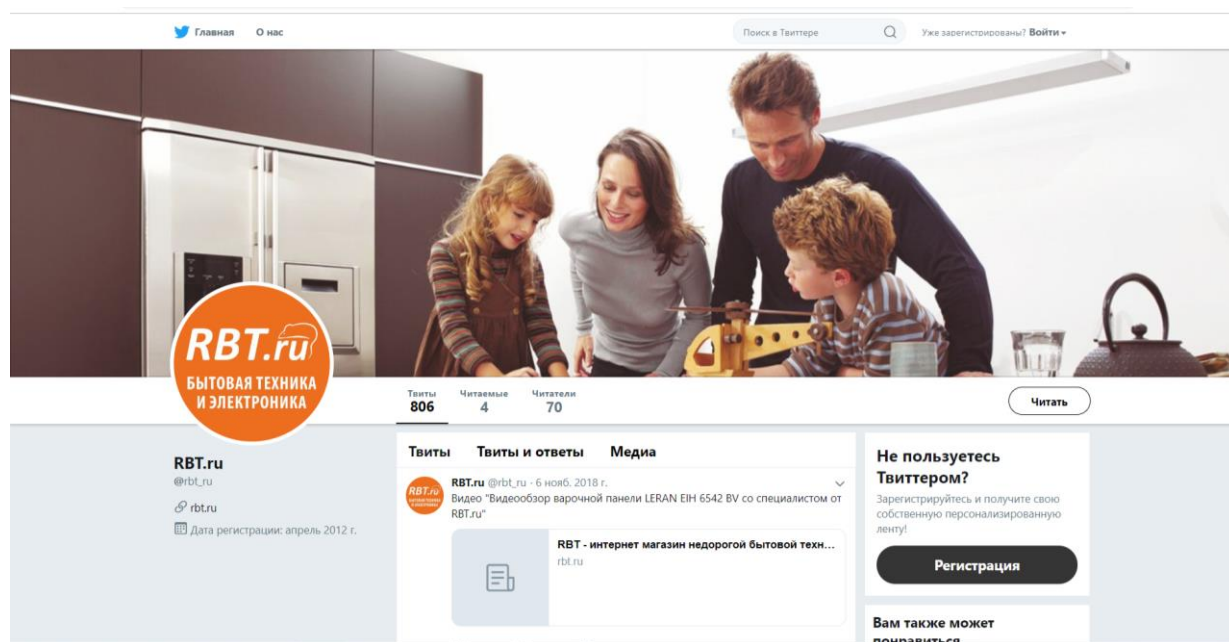 Главная О нас
Поиск в Твиттере
Уже зарегистрированы? Войти
RBT.ru
БЫТОВАЯ ТЕХНИКА
И ЭЛЕКТРОНИКА
Твиты Читаемые Читатели
806 4 70
Читать
RBT.ru
@rbt_ru
rbt.ru
Дата регистрации: апрель 2012 г.
Твиты Твиты и ответы Медиа
RBT.ru
RBT.ru @rbt_ru - 6 нояб. 2018 г.
Видео "Видеообзор варочной панели LERAN EIH 6542 BV со специалистом от
RBT.ru"
RBT - интернет магазин недорогой бытовой техн...
rbt.ru
Не пользуетесь
Твиттером?
Зарегистрируйтесь и получите свою
собственную персонализированную
ленту!
Регистрация
Вам также может
понравиться